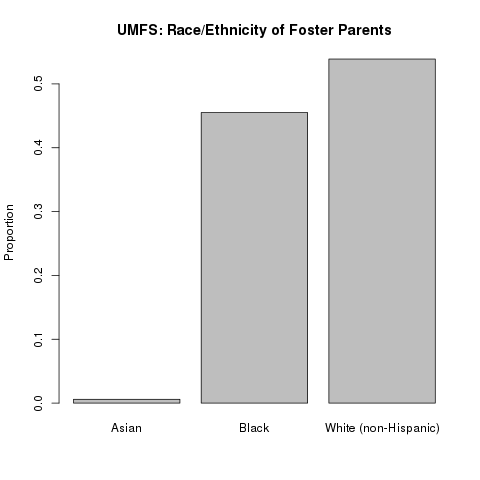 UMFS: Race/Ethnicity of Foster Parents
Proportion
0.5
0.4
0.3
0.2
0.1
0.0
Asian
Black
White (non-Hispanic)